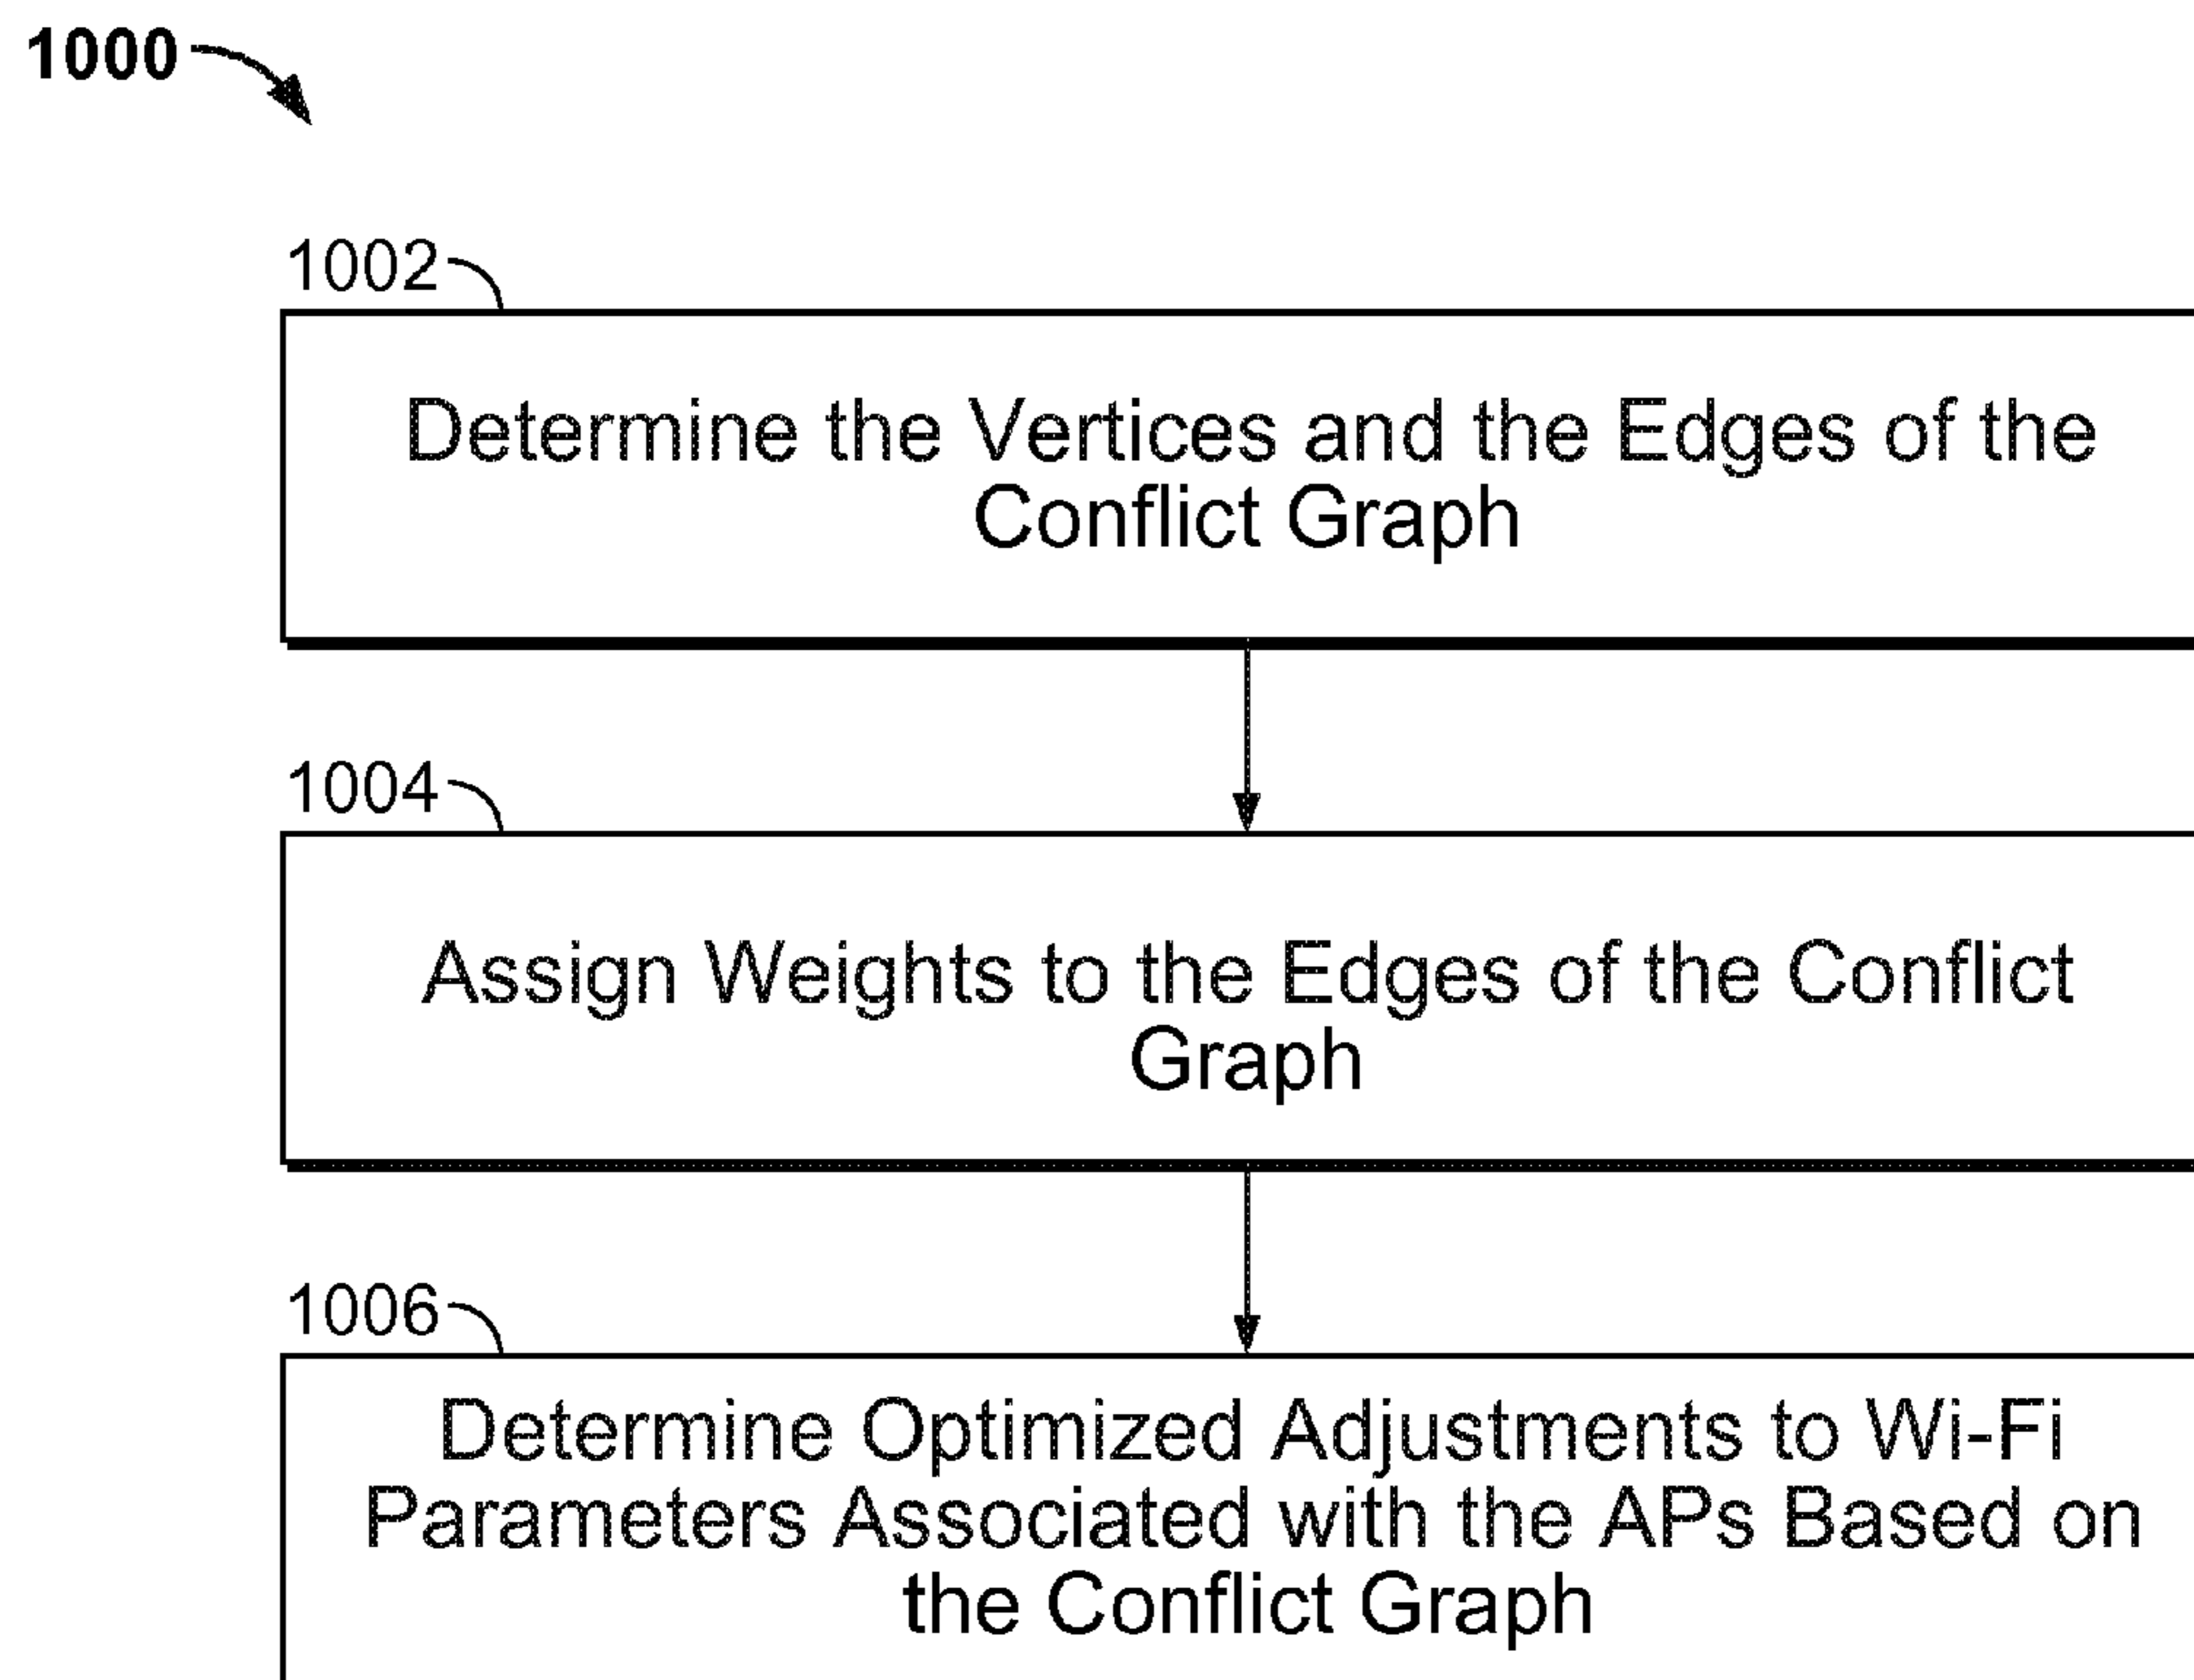 1000
1002
Determine the Vertices and the Edges of the
Conflict Graph
1004
Assign Weights to the Edges of the Conflict
Graph
1006
Determine Optimized Adjustments to Wi-Fi
Parameters Associated with the APs Based on
the Conflict Graph